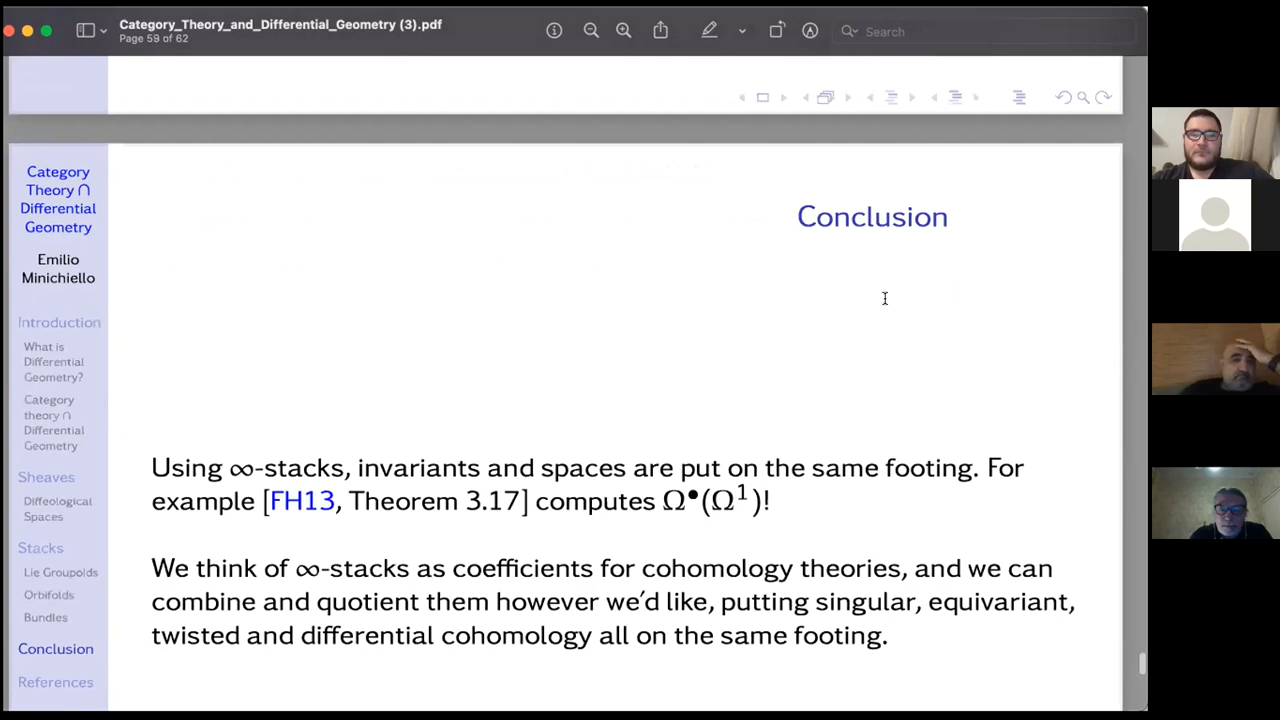 Category_Theory_and_Differential_Geometry (3).pdf
Page 59 of 62
Search
Category
Theory ∩
Differential
Geometry
Emilio
Minichiello
Introduction
What is
Differential
Geometry?
Category
theory ∩
Differential
Geometry
Sheaves
Diffeological
Spaces
Stacks
Lie Groupoids
Orbifolds
Bundles
Conclusion
References
Conclusion
Using ∞-stacks, invariants and spaces are put on the same footing. For
example [FH13, Theorem 3.17] computes Ω•(Ω¹)!
We think of ∞-stacks as coefficients for cohomology theories, and we can
combine and quotient them however we'd like, putting singular, equivariant,
twisted and differential cohomology all on the same footing.